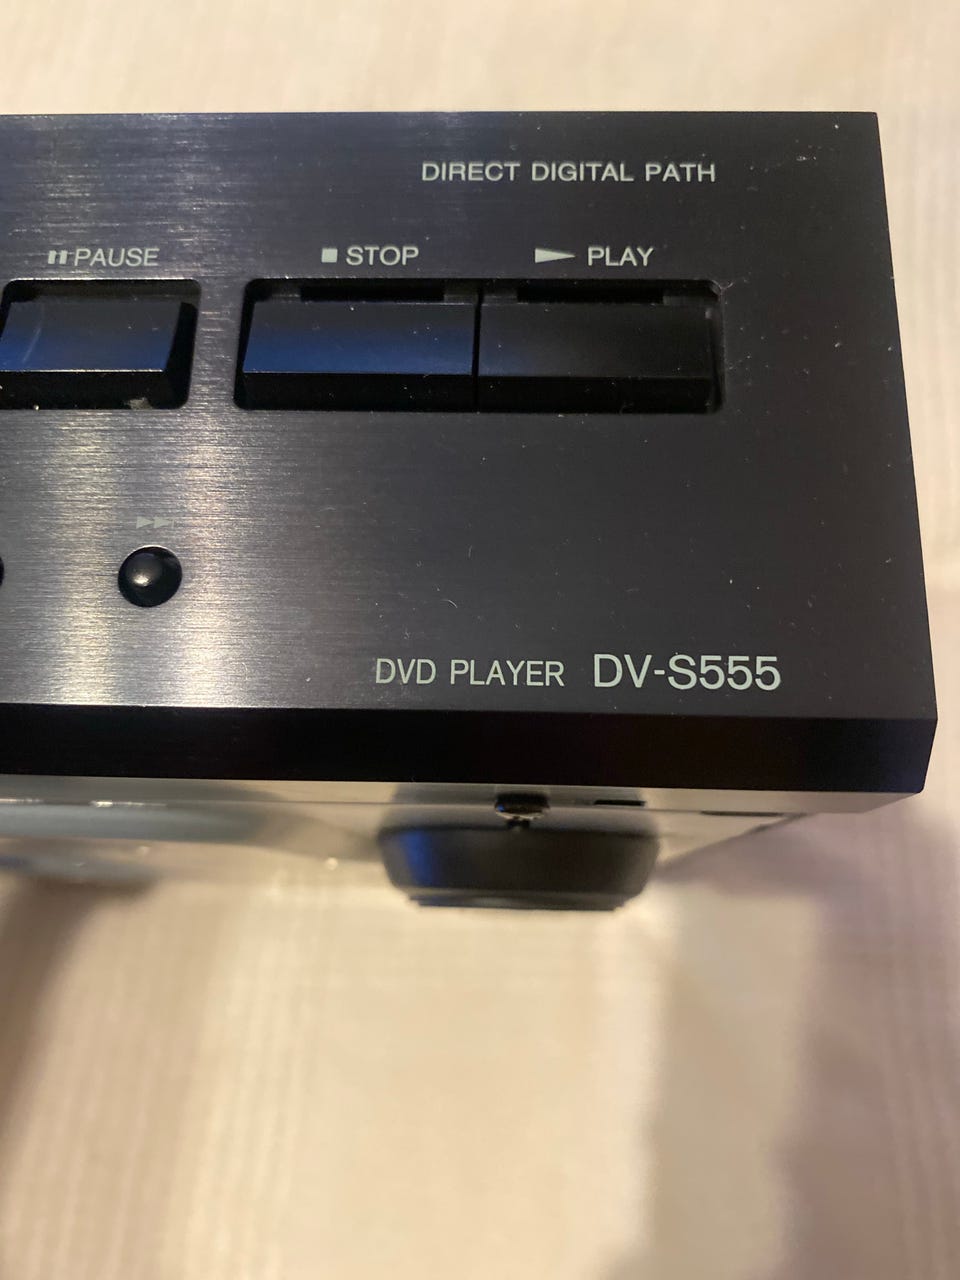 DIRECT DIGITAL PATH
PAUSE
STOP
PLAY
DVD PLAYER DV-S555